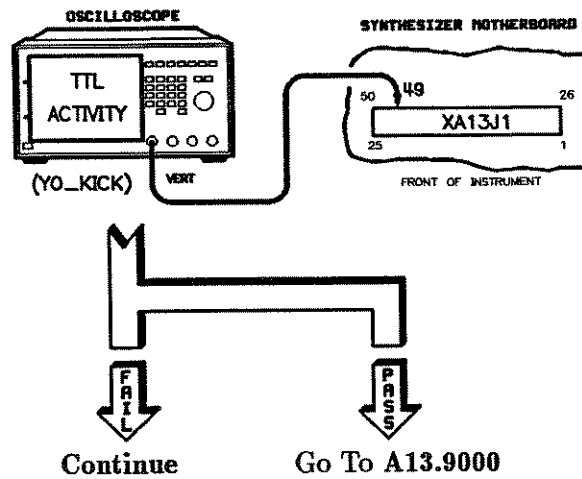 OSCILLOSCOPE
SYNTHESIZER MOTHERBOARD
TTL
ACTIVITY
49
50
26
XA13J1
25
1
(YO_KICK)
VERT
FRONT OF INSTRUMENT
FAIL
PASS
Continue
Go To A13.9000